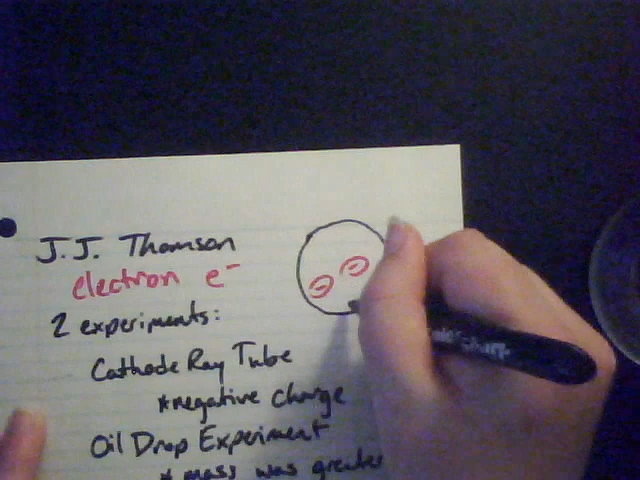 J.J. Thomson
electron e⁻
2 experiments:
Cathode Ray Tube
*negative charge
Oil Drop Experiment
* mass was greater